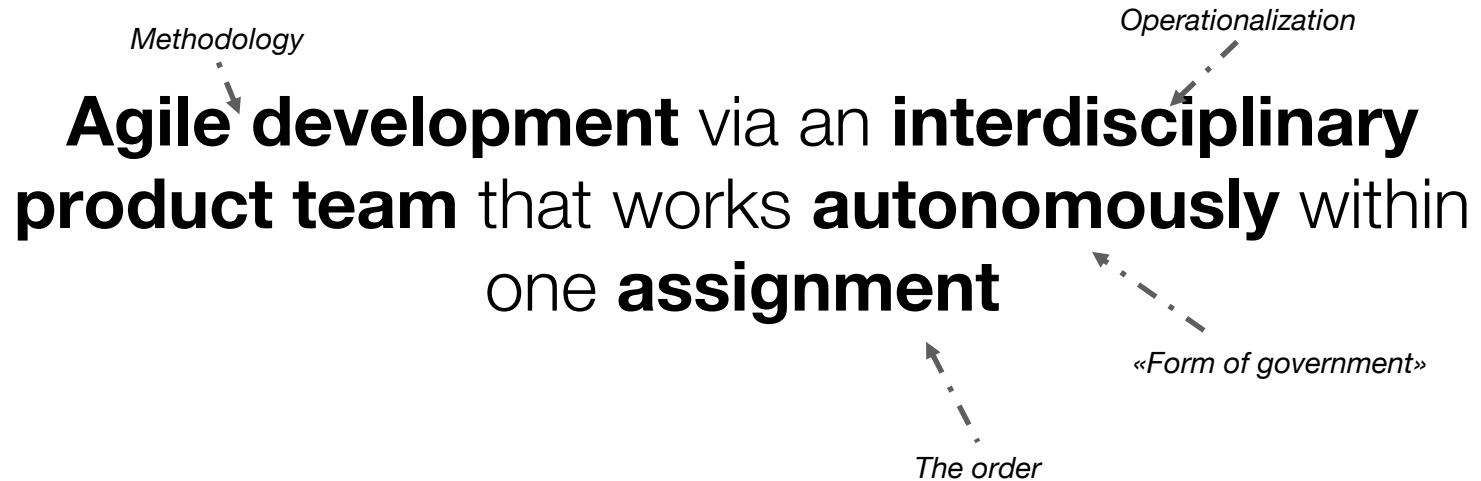 Methodology
Operationalization
Agile development via an interdisciplinary
product team that works autonomously within
one assignment
«Form of government»
The order